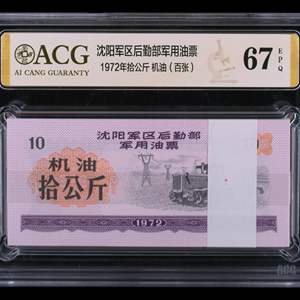 ACG
AI CANG GUARANTY
沈阳军区后勤部军用油票
1972年拾公斤 机油（百张）
67
EPQ
10
沈阳军区后勤部
军用油票
机油
拾公斤
1972